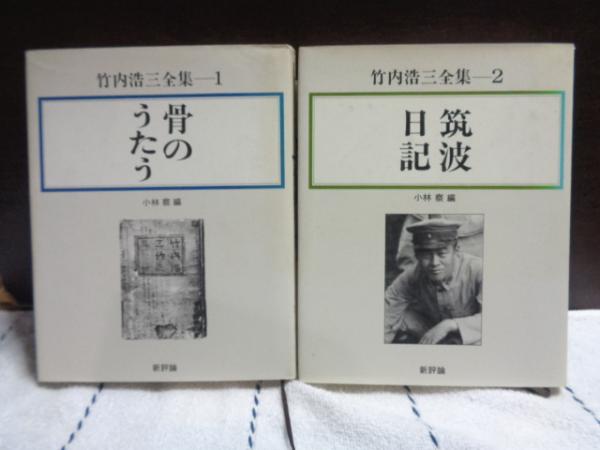 竹内浩三全集―1
骨の
うたう
小林 察 編
新評論
竹内浩三全集―2
筑波
日記
小林 察 編
新評論